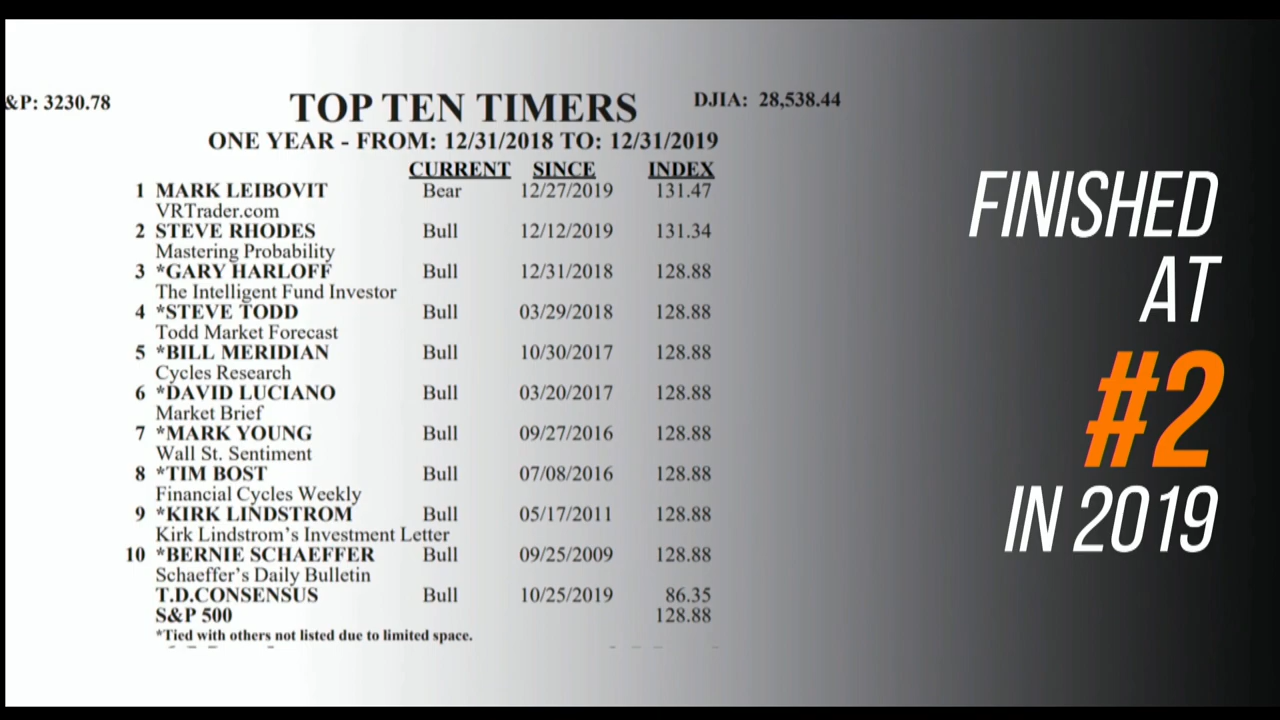 &P: 3230.78
TOP TEN TIMERS
DJIA: 28,538.44
ONE YEAR - FROM: 12/31/2018 TO: 12/31/2019
CURRENT SINCE INDEX
1 MARK LEIBOVIT Bear 12/27/2019 131.47
VRTrader.com
2 STEVE RHODES Bull 12/12/2019 131.34
Mastering Probability
3 *GARY HARLOFF Bull 12/31/2018 128.88
The Intelligent Fund Investor
4 *STEVE TODD Bull 03/29/2018 128.88
Todd Market Forecast
5 *BILL MERIDIAN Bull 10/30/2017 128.88
Cycles Research
6 *DAVID LUCIANO Bull 03/20/2017 128.88
Market Brief
7 *MARK YOUNG Bull 09/27/2016 128.88
Wall St. Sentiment
8 *TIM BOST Bull 07/08/2016 128.88
Financial Cycles Weekly
9 *KIRK LINDSTROM Bull 05/17/2011 128.88
Kirk Lindstrom's Investment Letter
10 *BERNIE SCHAEFFER Bull 09/25/2009 128.88
Schaeffer's Daily Bulletin
T.D.CONSENSUS Bull 10/25/2019 86.35
S&P 500 128.88
*Tied with others not listed due to limited space.
FINISHED
AT
#2
IN 2019